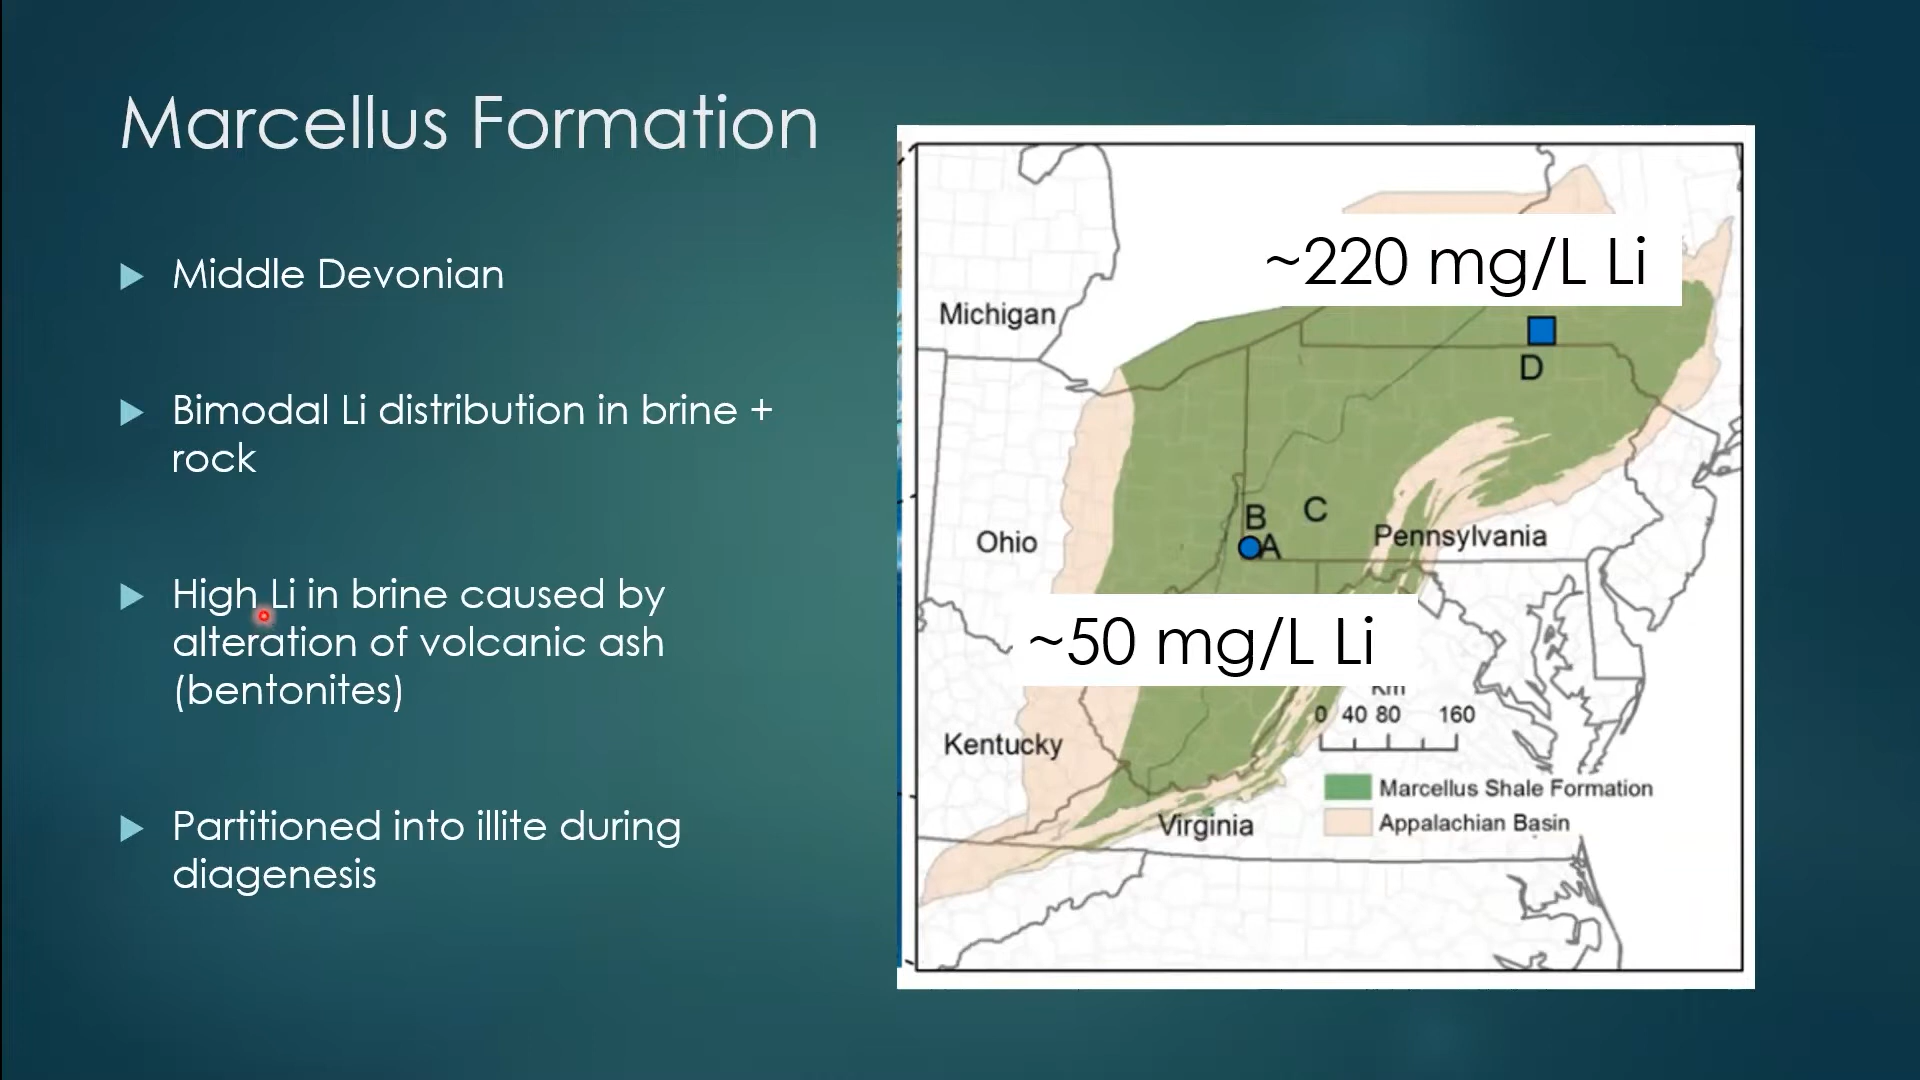 Marcellus Formation
Middle Devonian
Bimodal Li distribution in brine +
rock
High Li in brine caused by
alteration of volcanic ash
(bentonites)
Partitioned into illite during
diagenesis
~220 mg/L Li
Michigan
D
B
C
A
Ohio
Pennsylvania
~50 mg/L Li
Km
0 40 80 160
Kentucky
Marcellus Shale Formation
Appalachian Basin
Virginia